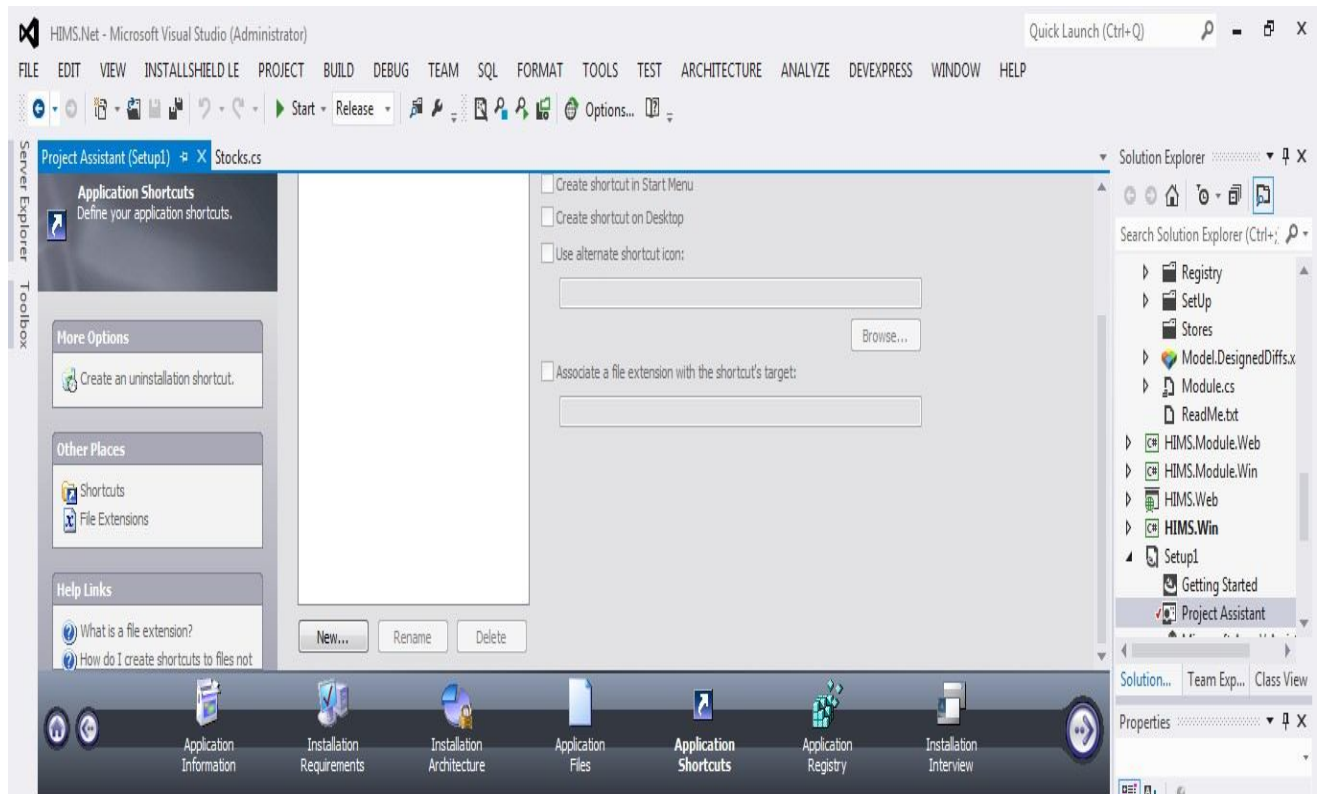 HIMS.Net - Microsoft Visual Studio (Administrator)
Quick Launch (Ctrl+Q)
FILE EDIT VIEW INSTALLSHIELD LE PROJECT BUILD DEBUG TEAM SQL FORMAT TOOLS TEST ARCHITECTURE ANALYZE DEVEXPRESS WINDOW HELP
Start Release Options...
Server Explorer
Toolbox
Project Assistant (Setup1) Stocks.cs
Application Shortcuts
Define your application shortcuts.
More Options
Create an uninstallation shortcut.
Other Places
Shortcuts
File Extensions
Help Links
What is a file extension?
How do I create shortcuts to files not
Create shortcut in Start Menu
Create shortcut on Desktop
Use alternate shortcut icon:
Browse...
Associate a file extension with the shortcut's target:
New... Rename Delete
Application Information
Installation Requirements
Installation Architecture
Application Files
Application Shortcuts
Application Registry
Installation Interview
Solution Explorer
Search Solution Explorer (Ctrl+;
Registry
SetUp
Stores
Model.DesignedDiffs.x
Module.cs
ReadMe.txt
HIMS.Module.Web
HIMS.Module.Win
HIMS.Web
HIMS.Win
Setup1
Getting Started
Project Assistant
Solution... Team Exp... Class View
Properties